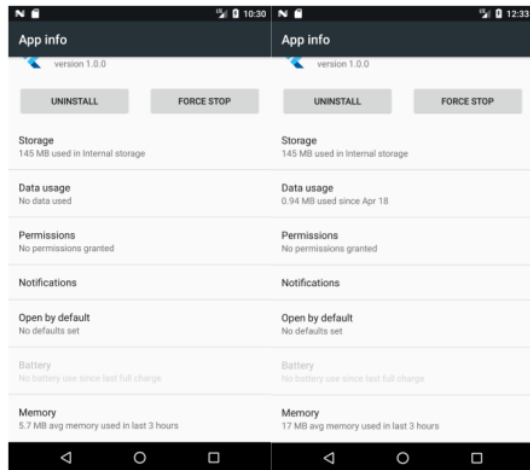 10:30
App info
version 1.0.0
UNINSTALL FORCE STOP
Storage
145 MB used in Internal storage
Data usage
No data used
Permissions
No permissions granted
Notifications
Open by default
No defaults set
Battery
No battery use since last full charge
Memory
5.7 MB avg memory used in last 3 hours
12:33
App info
version 1.0.0
UNINSTALL FORCE STOP
Storage
145 MB used in Internal storage
Data usage
0.94 MB used since Apr 18
Permissions
No permissions granted
Notifications
Open by default
No defaults set
Battery
No battery use since last full charge
Memory
17 MB avg memory used in last 3 hours